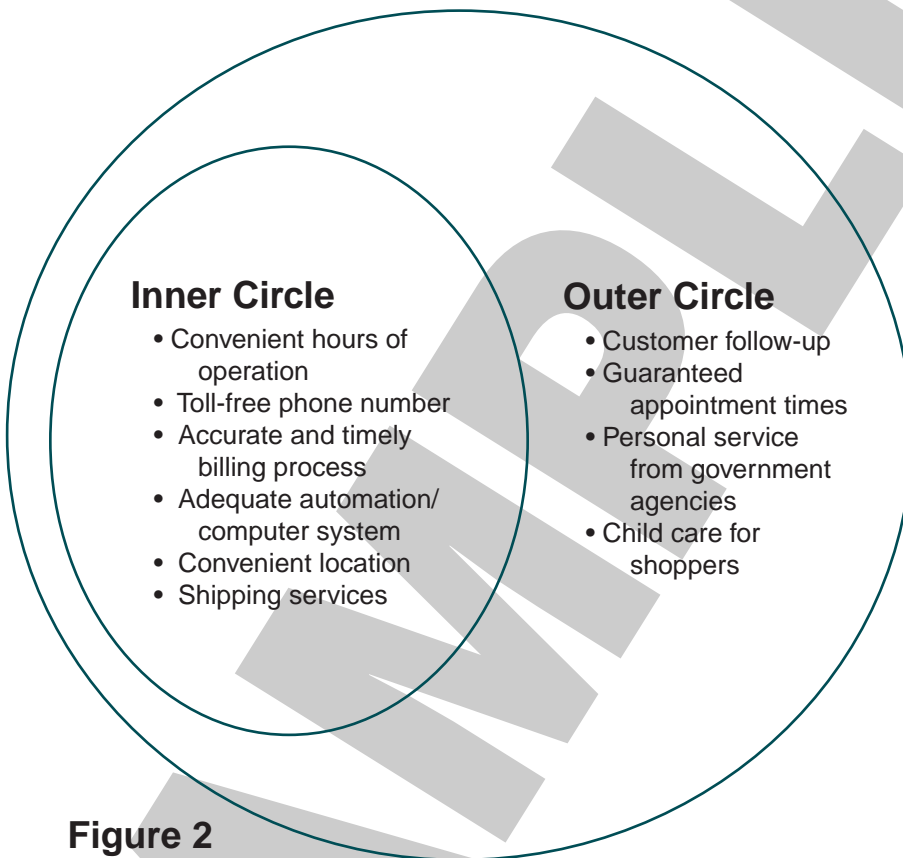 Inner Circle
• Convenient hours of
operation
• Toll-free phone number
• Accurate and timely
billing process
• Adequate automation/
computer system
• Convenient location
• Shipping services
Outer Circle
• Customer follow-up
• Guaranteed
appointment times
• Personal service
from government
agencies
• Child care for
shoppers
Figure 2